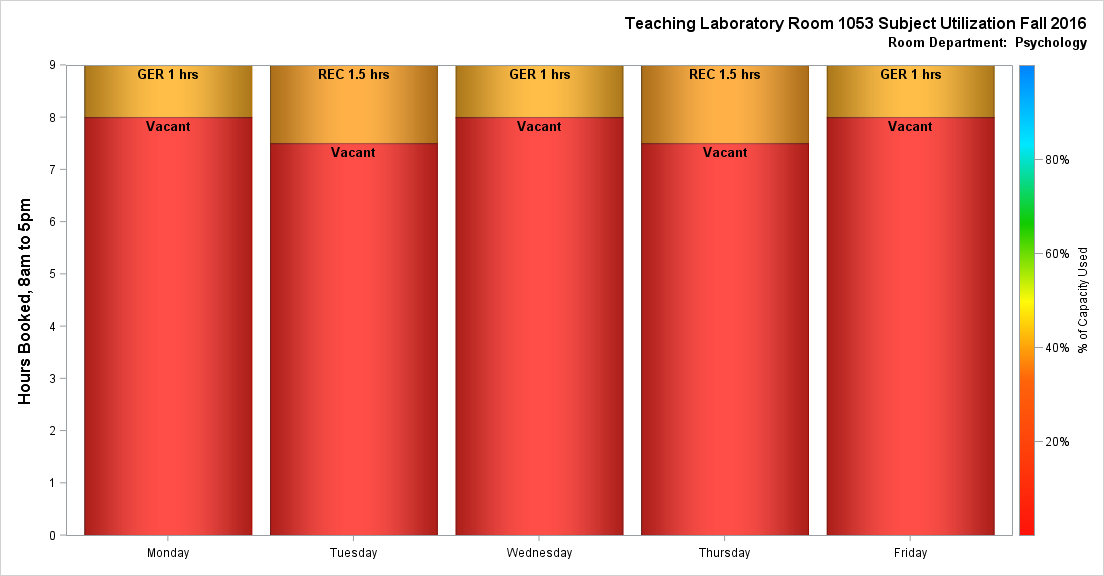 Teaching Laboratory Room 1053 Subject Utilization Fall 2016
Room Department:  Psychology
Hours Booked, 8am to 5pm
9
8
7
6
5
4
3
2
1
0
GER 1 hrs
Vacant
REC 1.5 hrs
Vacant
GER 1 hrs
Vacant
REC 1.5 hrs
Vacant
GER 1 hrs
Vacant
Monday
Tuesday
Wednesday
Thursday
Friday
80%
60%
40%
20%
% of Capacity Used